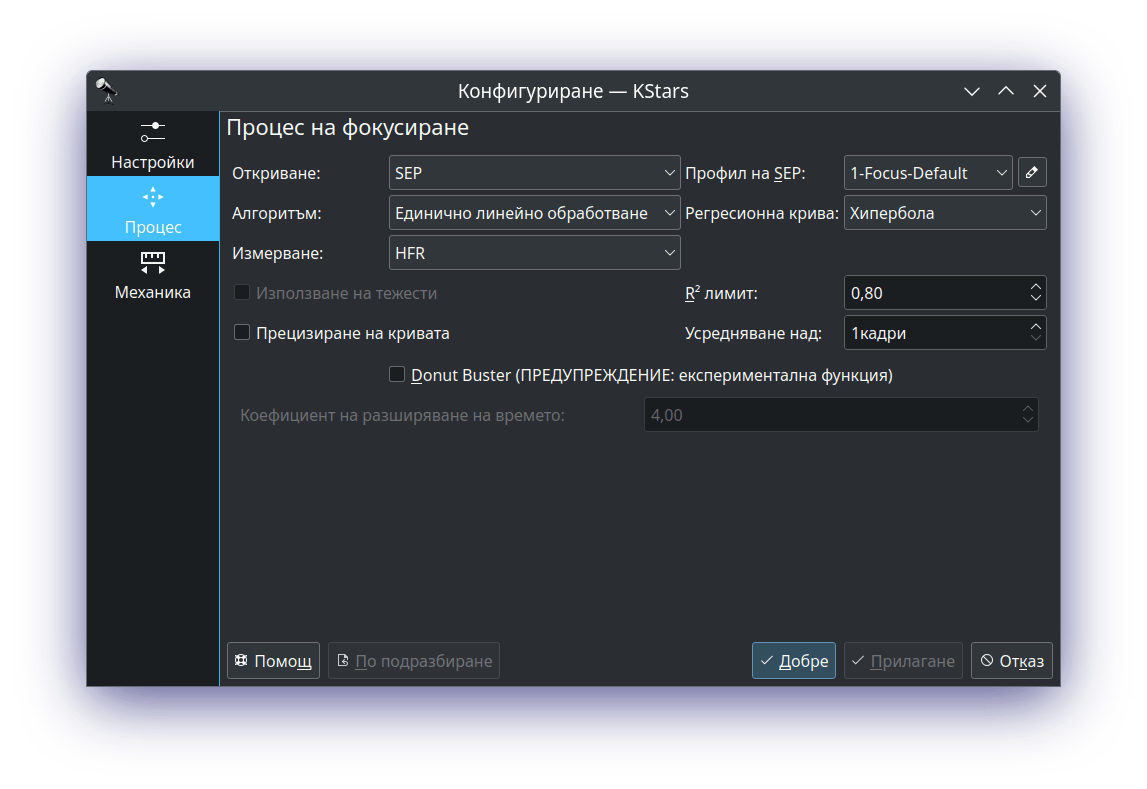 Конфигуриране — KStars
Настройки
Процес
Механика
Процес на фокусиране
Откриване: SEP Профил на SEP: 1-Focus-Default
Алгоритъм: Единично линейно обработване Регресионна крива: Хипербола
Измерване: HFR
Използване на тежести R² лимит: 0,80
Прецизиране на кривата Усредняване над: 1кадри
Donut Buster (ПРЕДУПРЕЖДЕНИЕ: експериментална функция)
Коефициент на разширяване на времето: 4,00
Помощ По подразбиране Добре Прилагане Отказ